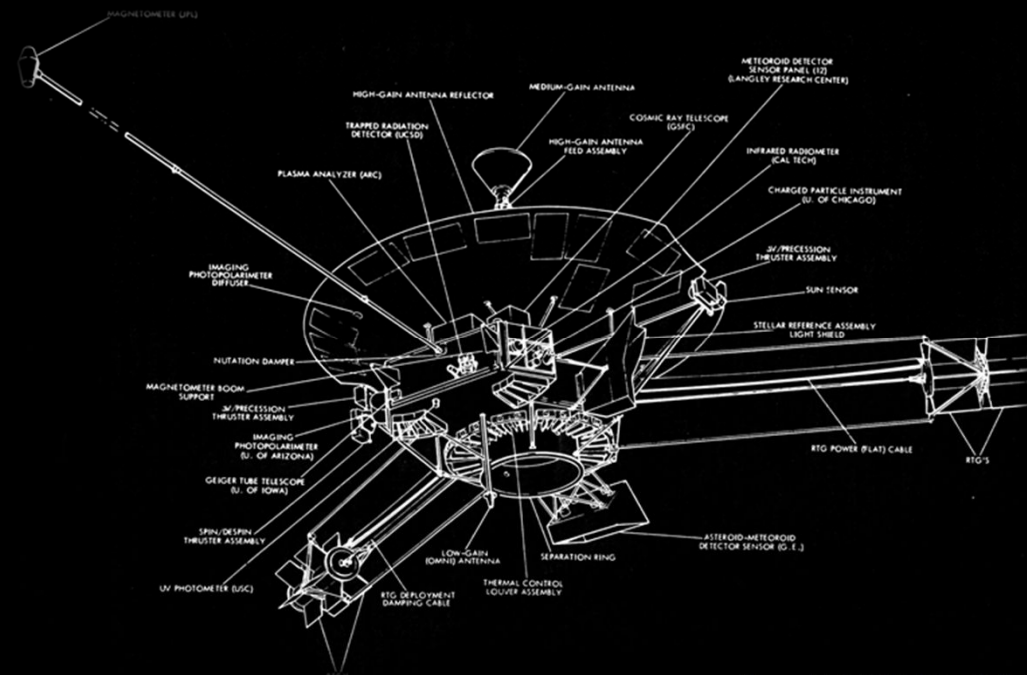 MAGNETOMETER (JPL)
HIGH-GAIN ANTENNA REFLECTOR
MEDIUM-GAIN ANTENNA
METEOROID DETECTOR
SENSOR PANEL (12)
(LANGLEY RESEARCH CENTER)
TRAPPED RADIATION
DETECTOR (UCSD)
HIGH-GAIN ANTENNA
FEED ASSEMBLY
COSMIC RAY TELESCOPE
(GSFC)
PLASMA ANALYZER (ARC)
INFRARED RADIOMETER
(CAL TECH)
CHARGED PARTICLE INSTRUMENT
(U. OF CHICAGO)
IMAGING
PHOTOPOLARIMETER
DIFFUSER
ΔV/PRECESSION
THRUSTER ASSEMBLY
SUN SENSOR
STELLAR REFERENCE ASSEMBLY
LIGHT SHIELD
NUTATION DAMPER
MAGNETOMETER BOOM
SUPPORT
ΔV/PRECESSION
THRUSTER ASSEMBLY
IMAGING
PHOTOPOLARIMETER
(U. OF ARIZONA)
GEIGER TUBE TELESCOPE
(U. OF IOWA)
SPIN/DESPIN
THRUSTER ASSEMBLY
UV PHOTOMETER (USC)
RTG POWER (FLAT) CABLE
RTG'S
ASTEROID-METEOROID
DETECTOR SENSOR (G.E.)
LOW-GAIN
(OMNI) ANTENNA
SEPARATION RING
THERMAL CONTROL
LOUVER ASSEMBLY
RTG DEPLOYMENT
DAMPING CABLE